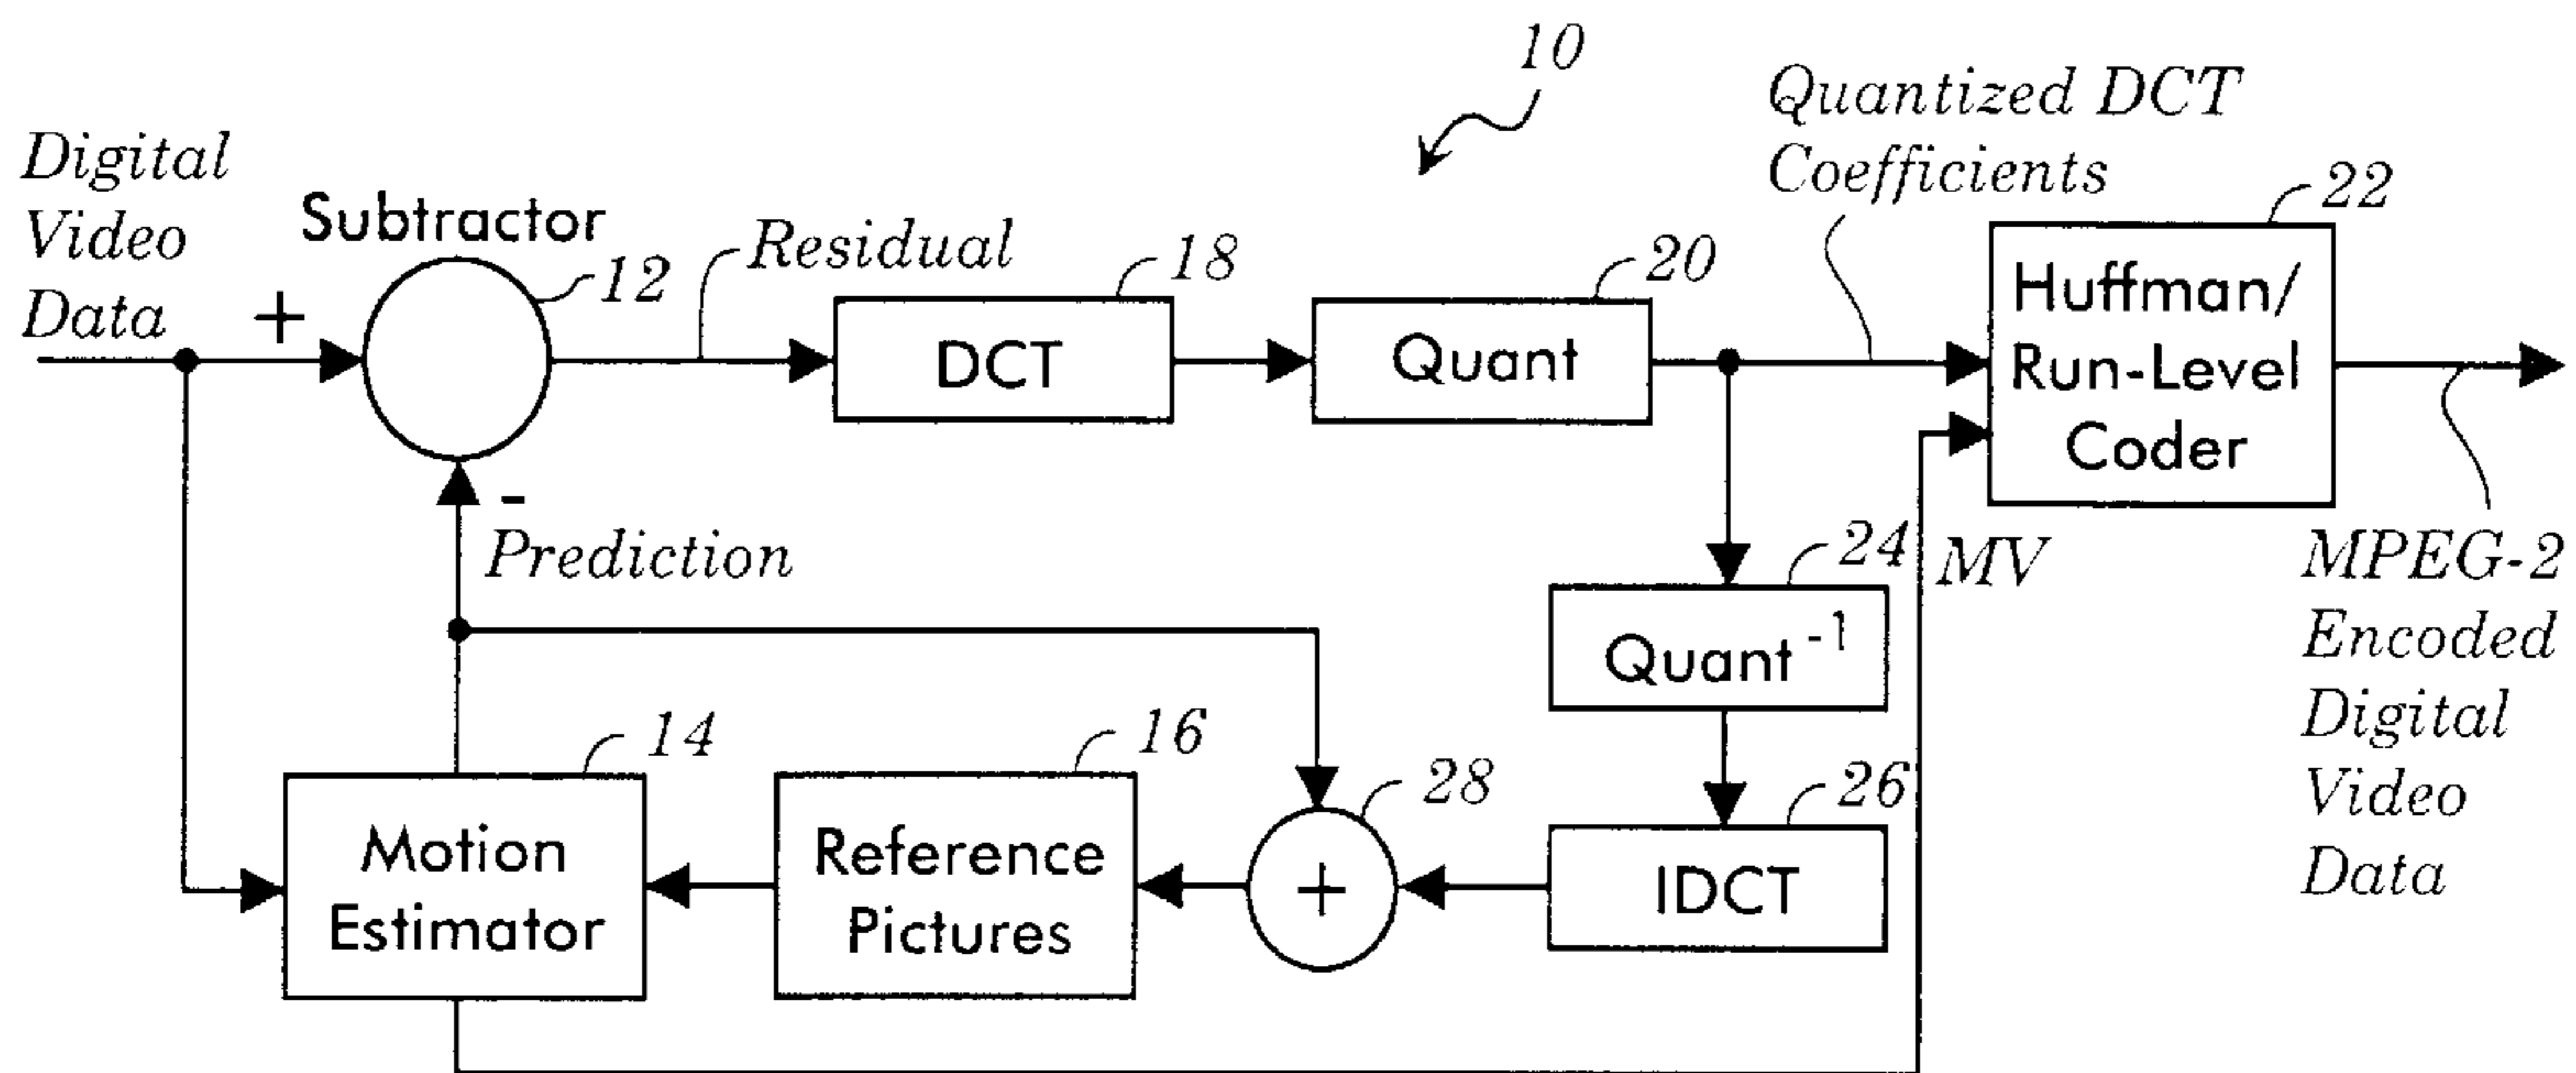 10
Digital
Video
Data
+
Subtractor
12
Residual
18
DCT
20
Quant
Quantized DCT
Coefficients
22
Huffman/
Run-Level
Coder
-
Prediction
24
Quant⁻¹
MV
MPEG-2
Encoded
Digital
Video
Data
14
Motion
Estimator
16
Reference
Pictures
28
+
26
IDCT